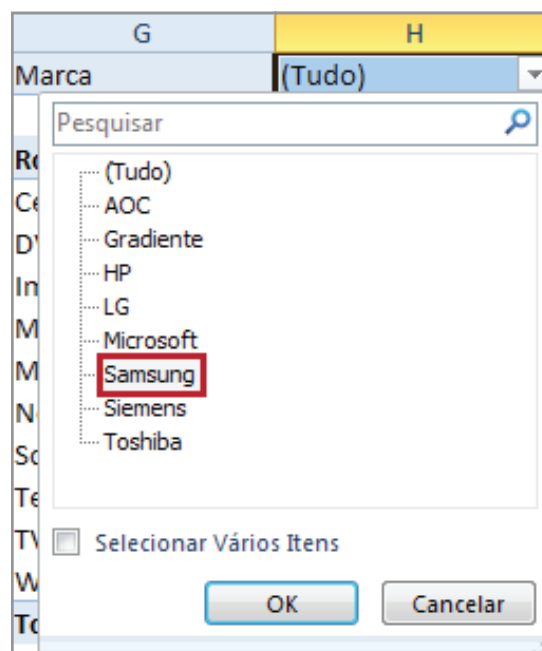 G H
Marca (Tudo)
Pesquisar
(Tudo)
AOC
Gradiente
HP
LG
Microsoft
Samsung
Siemens
Toshiba
Selecionar Vários Itens
OK Cancelar